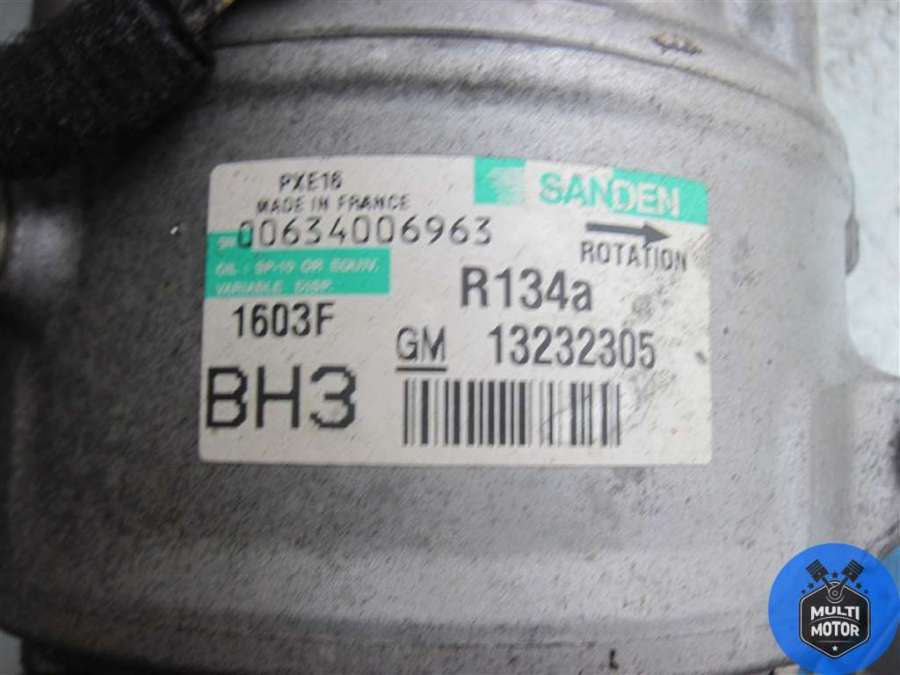 PXE16
MADE IN FRANCE
SANDEN
SN 00634006963
ROTATION
OIL : SP-10 OR EQUIV.
VARIABLE DISP.
R134a
1603F
GM 13232305
BH3
MULTI
MOTOR